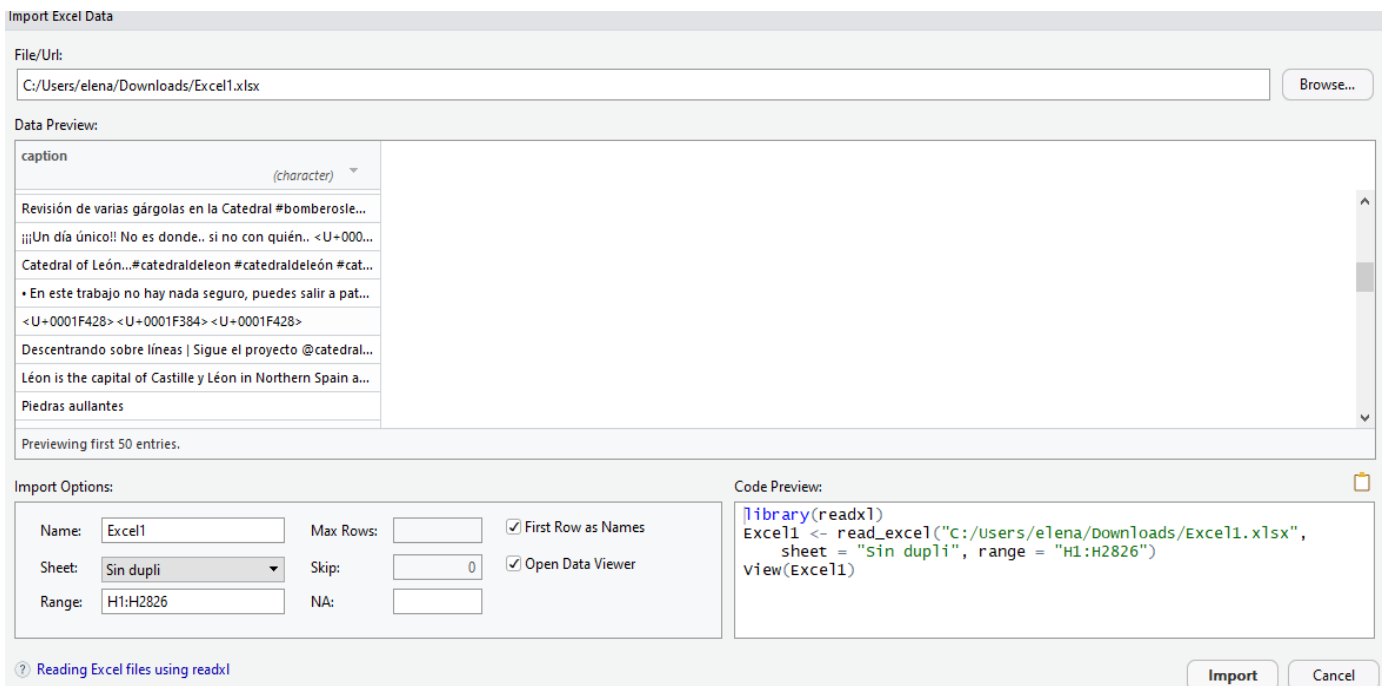 Import Excel Data
File/Url:
C:/Users/elena/Downloads/Excel1.xlsx
Browse...
Data Preview:
caption
(character)
Revisión de varias gárgolas en la Catedral #bomberosle...
¡¡¡Un día único!! No es donde.. si no con quién.. <U+000...
Catedral of León...#catedraldeleon #catedraldeleón #cat...
• En este trabajo no hay nada seguro, puedes salir a pat...
<U+0001F428> <U+0001F384> <U+0001F428>
Descentrando sobre líneas | Sigue el proyecto @catedral...
Léon is the capital of Castille y Léon in Northern Spain a...
Piedras aullantes
Previewing first 50 entries.
Import Options:
Name: Excel1 Max Rows: First Row as Names
Sheet: Sin dupli Skip: 0 Open Data Viewer
Range: H1:H2826 NA:
Code Preview:
library(readxl)
Excel1 <- read_excel("C:/Users/elena/Downloads/Excel1.xlsx",
    sheet = "Sin dupli", range = "H1:H2826")
View(Excel1)
? Reading Excel files using readxl
Import Cancel